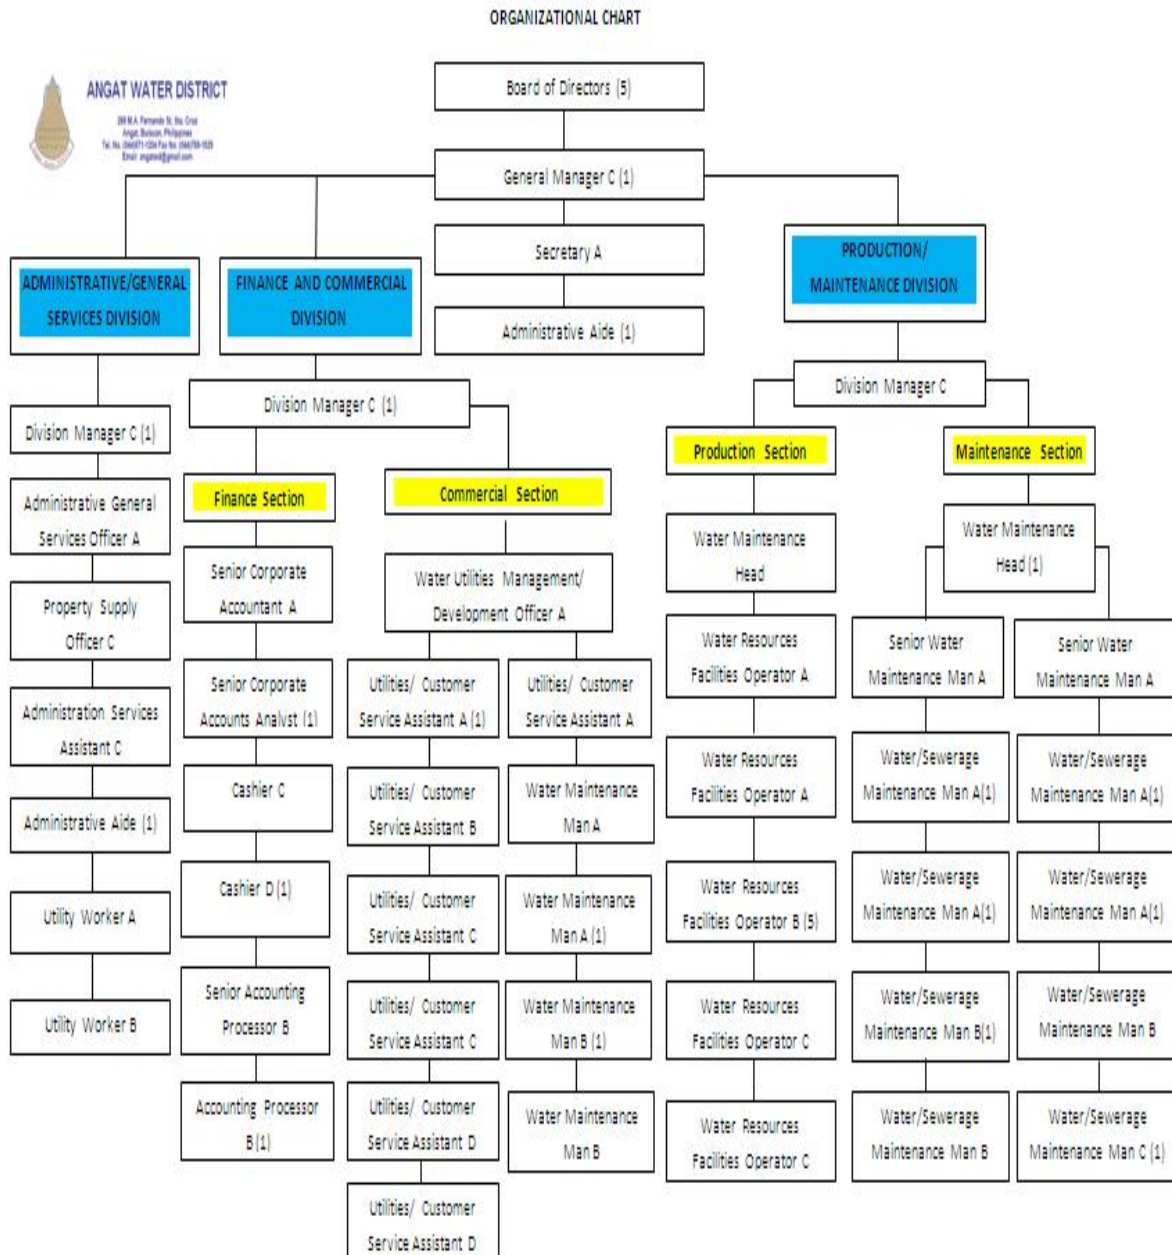 ORGANIZATIONAL CHART
ANGAT WATER DISTRICT
Angat, Bulacan, Philippines
Board of Directors (5)
General Manager C (1)
Secretary A
Administrative Aide (1)
ADMINISTRATIVE/GENERAL
SERVICES DIVISION
Division Manager C (1)
Administrative General
Services Officer A
Property Supply
Officer C
Administration Services
Assistant C
Administrative Aide (1)
Utility Worker A
Utility Worker B
FINANCE AND COMMERCIAL
DIVISION
Division Manager C (1)
Finance Section
Senior Corporate
Accountant A
Senior Corporate
Accounts Analyst (1)
Cashier C
Cashier D (1)
Senior Accounting
Processor B
Accounting Processor
B (1)
Commercial Section
Water Utilities Management/
Development Officer A
Utilities/ Customer
Service Assistant A (1)
Utilities/ Customer
Service Assistant B
Utilities/ Customer
Service Assistant C
Utilities/ Customer
Service Assistant C
Utilities/ Customer
Service Assistant D
Utilities/ Customer
Service Assistant D
Utilities/ Customer
Service Assistant A
Water Maintenance
Man A
Water Maintenance
Man A (1)
Water Maintenance
Man B (1)
Water Maintenance
Man B
PRODUCTION/
MAINTENANCE DIVISION
Division Manager C
Production Section
Water Maintenance
Head
Water Resources
Facilities Operator A
Water Resources
Facilities Operator A
Water Resources
Facilities Operator B (5)
Water Resources
Facilities Operator C
Water Resources
Facilities Operator C
Maintenance Section
Water Maintenance
Head (1)
Senior Water
Maintenance Man A
Water/Sewerage
Maintenance Man A(1)
Water/Sewerage
Maintenance Man A(1)
Water/Sewerage
Maintenance Man B(1)
Water/Sewerage
Maintenance Man B
Senior Water
Maintenance Man A
Water/Sewerage
Maintenance Man A(1)
Water/Sewerage
Maintenance Man A(1)
Water/Sewerage
Maintenance Man B
Water/Sewerage
Maintenance Man C (1)